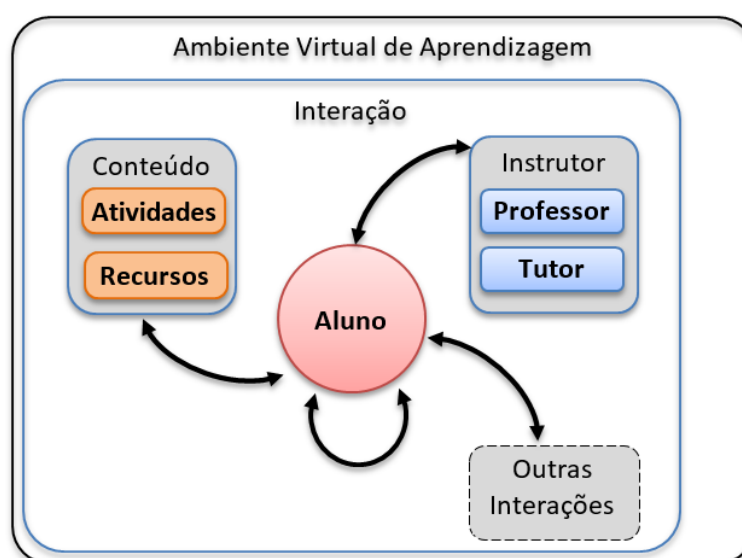 Ambiente Virtual de Aprendizagem
Interação
Conteúdo
Atividades
Recursos
Instrutor
Professor
Tutor
Aluno
Outras
Interações